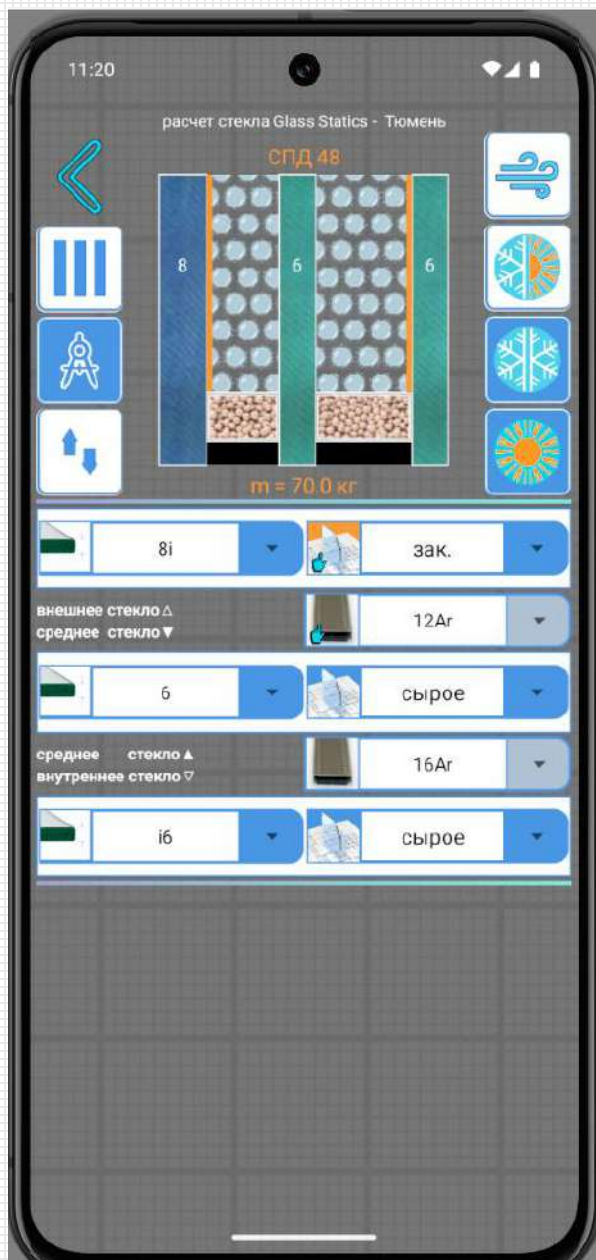 11:20
расчет стекла Glass Statics - Тюмень
СПД 48
8
6
6
m = 70.0 кг
8i
зак.
внешнее стекло△
среднее стекло▼
12Ar
6
сырое
среднее стекло▲
внутреннее стекло▽
16Ar
i6
сырое